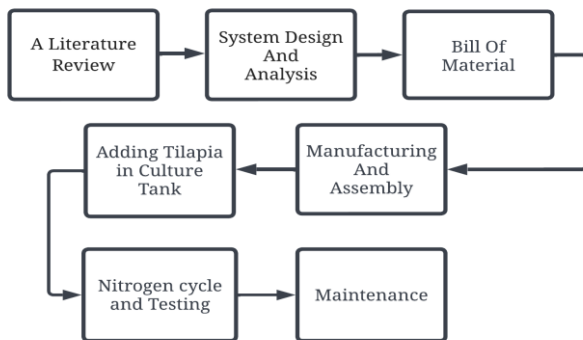 A Literature
Review
System Design
And
Analysis
Bill Of
Material
Adding Tilapia
in Culture
Tank
Manufacturing
And
Assembly
Nitrogen cycle
and Testing
Maintenance